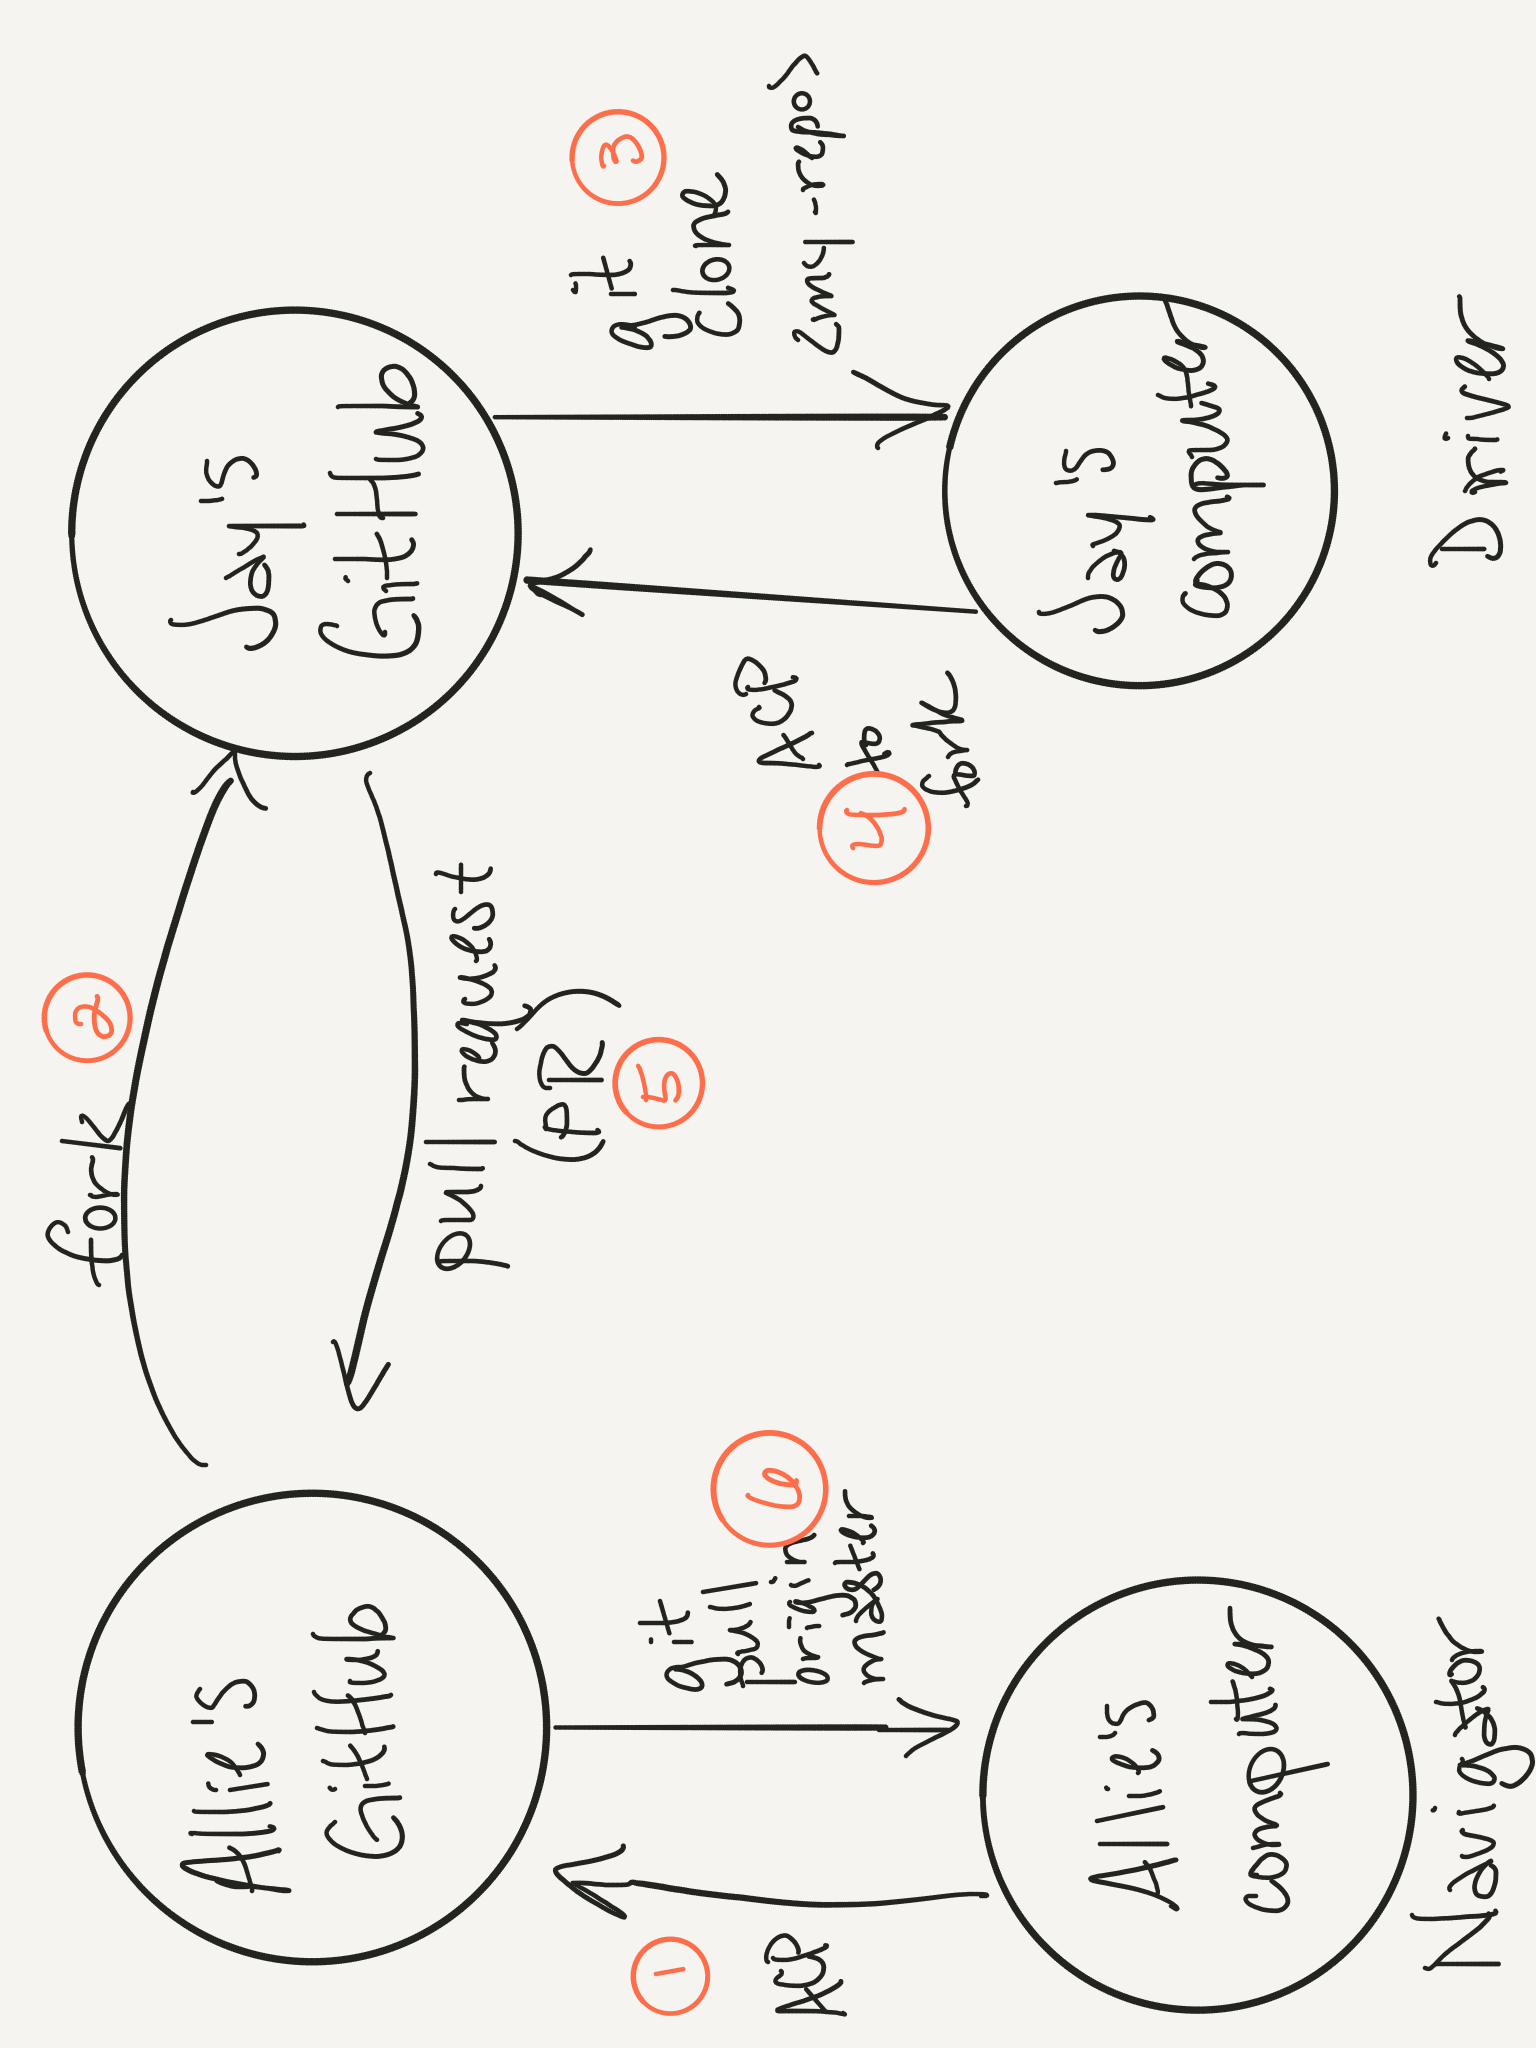 Allie's
GitHub
fork
2
Jay's
GitHub
pull request
(PR)
5
1
ACP
git
pull
origin
master
6
ACP
to
fork
4
git
clone
<my-repo>
3
Allie's
computer
Jay's
computer
Navigator
Driver